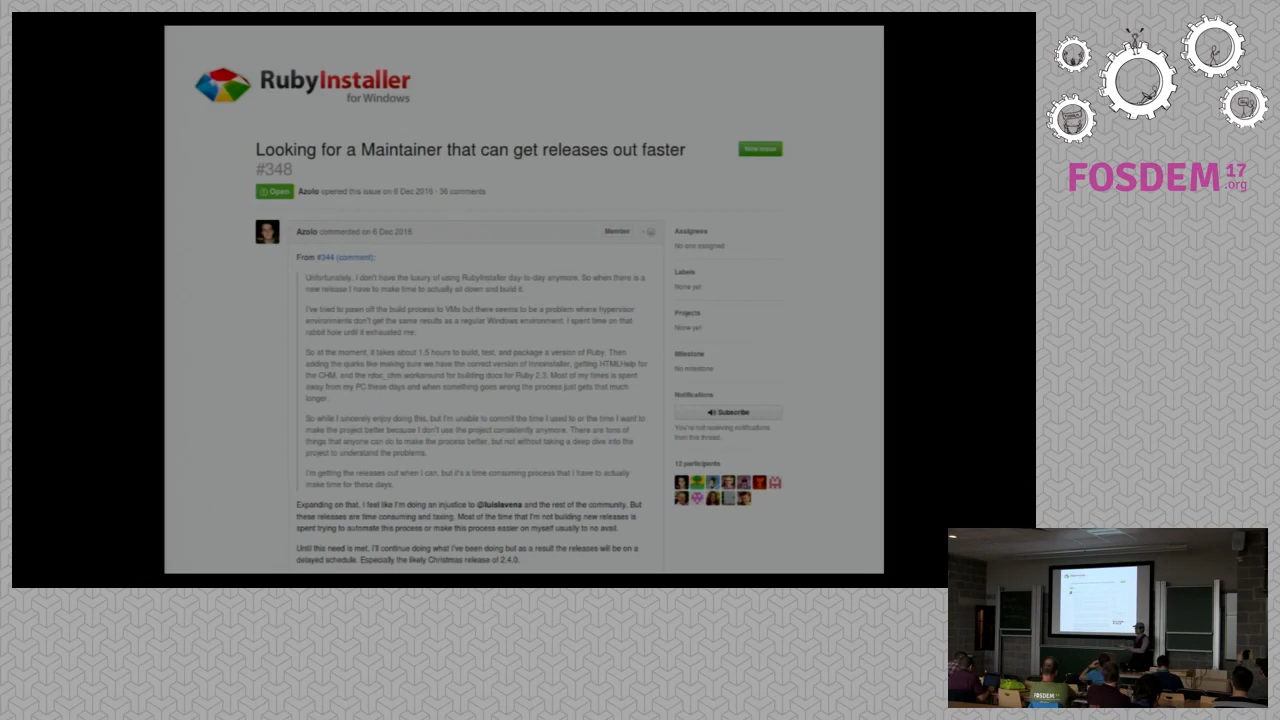 RubyInstaller
for Windows
Looking for a Maintainer that can get releases out faster
#348
New issue
Open Azolo opened this issue on 6 Dec 2016 · 36 comments
Azolo commented on 6 Dec 2016
Member
From #344 (comment):
Unfortunately, I don't have the luxury of using RubyInstaller day-to-day anymore. So when there is a
new release I have to make time to actually sit down and build it.
I've tried to pawn off the build process to VMs but there seems to be a problem where hypervisor
environments don't get the same results as a regular Windows environment. I spent time on that
rabbit hole until it exhausted me.
So at the moment, it takes about 1.5 hours to build, test, and package a version of Ruby. Then
adding the quirks like making sure we have the correct version of InnoInstaller, getting HTMLHelp for
the CHM, and the rdoc_chm workaround for building docs for Ruby 2.3. Most of my times is spent
away from my PC these days and when something goes wrong the process just gets that much
longer.
So while I sincerely enjoy doing this, but I'm unable to commit the time I used to or the time I want to
make the project better because I don't use the project consistently anymore. There are tons of
things that anyone can do to make the process better, but not without taking a deep dive into the
project to understand the problems.
I'm getting the releases out when I can, but it's a time consuming process that I have to actually
make time for these days.
Expanding on that, I feel like I'm doing an injustice to @luislavena and the rest of the community. But
these releases are time consuming and taxing. Most of the time that I'm not building new releases is
spent trying to automate this process or make this process easier on myself usually to no avail.
Until this need is met, I'll continue doing what I've been doing but as a result the releases will be on a
delayed schedule. Especially the likely Christmas release of 2.4.0.
Assignees
No one assigned
Labels
None yet
Projects
None yet
Milestone
No milestone
Notifications
Subscribe
You're not receiving notifications
from this thread.
12 participants
FOSDEM 17
.org
FOSDEM